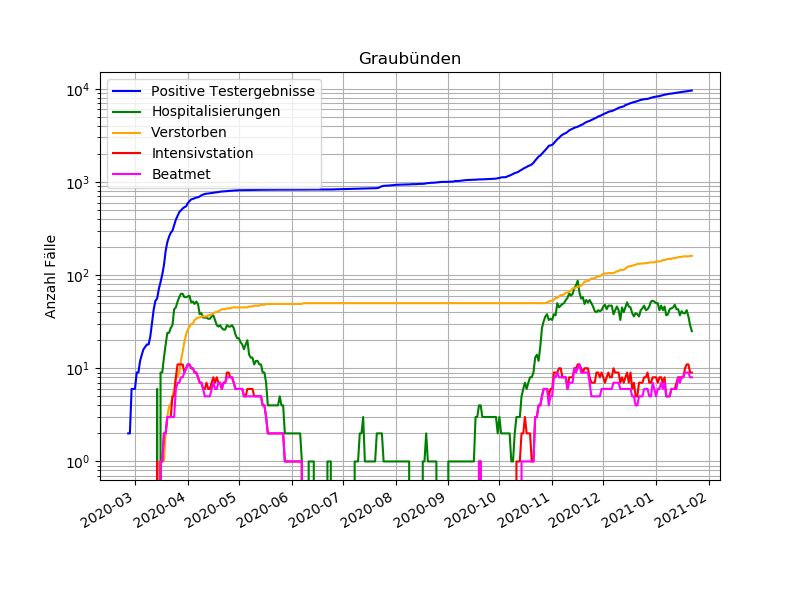 Graubünden
Positive Testergebnisse
Hospitalisierungen
Verstorben
Intensivstation
Beatmet
Anzahl Fälle
10⁴
10³
10²
10¹
10⁰
2020-03
2020-04
2020-05
2020-06
2020-07
2020-08
2020-09
2020-10
2020-11
2020-12
2021-01
2021-02